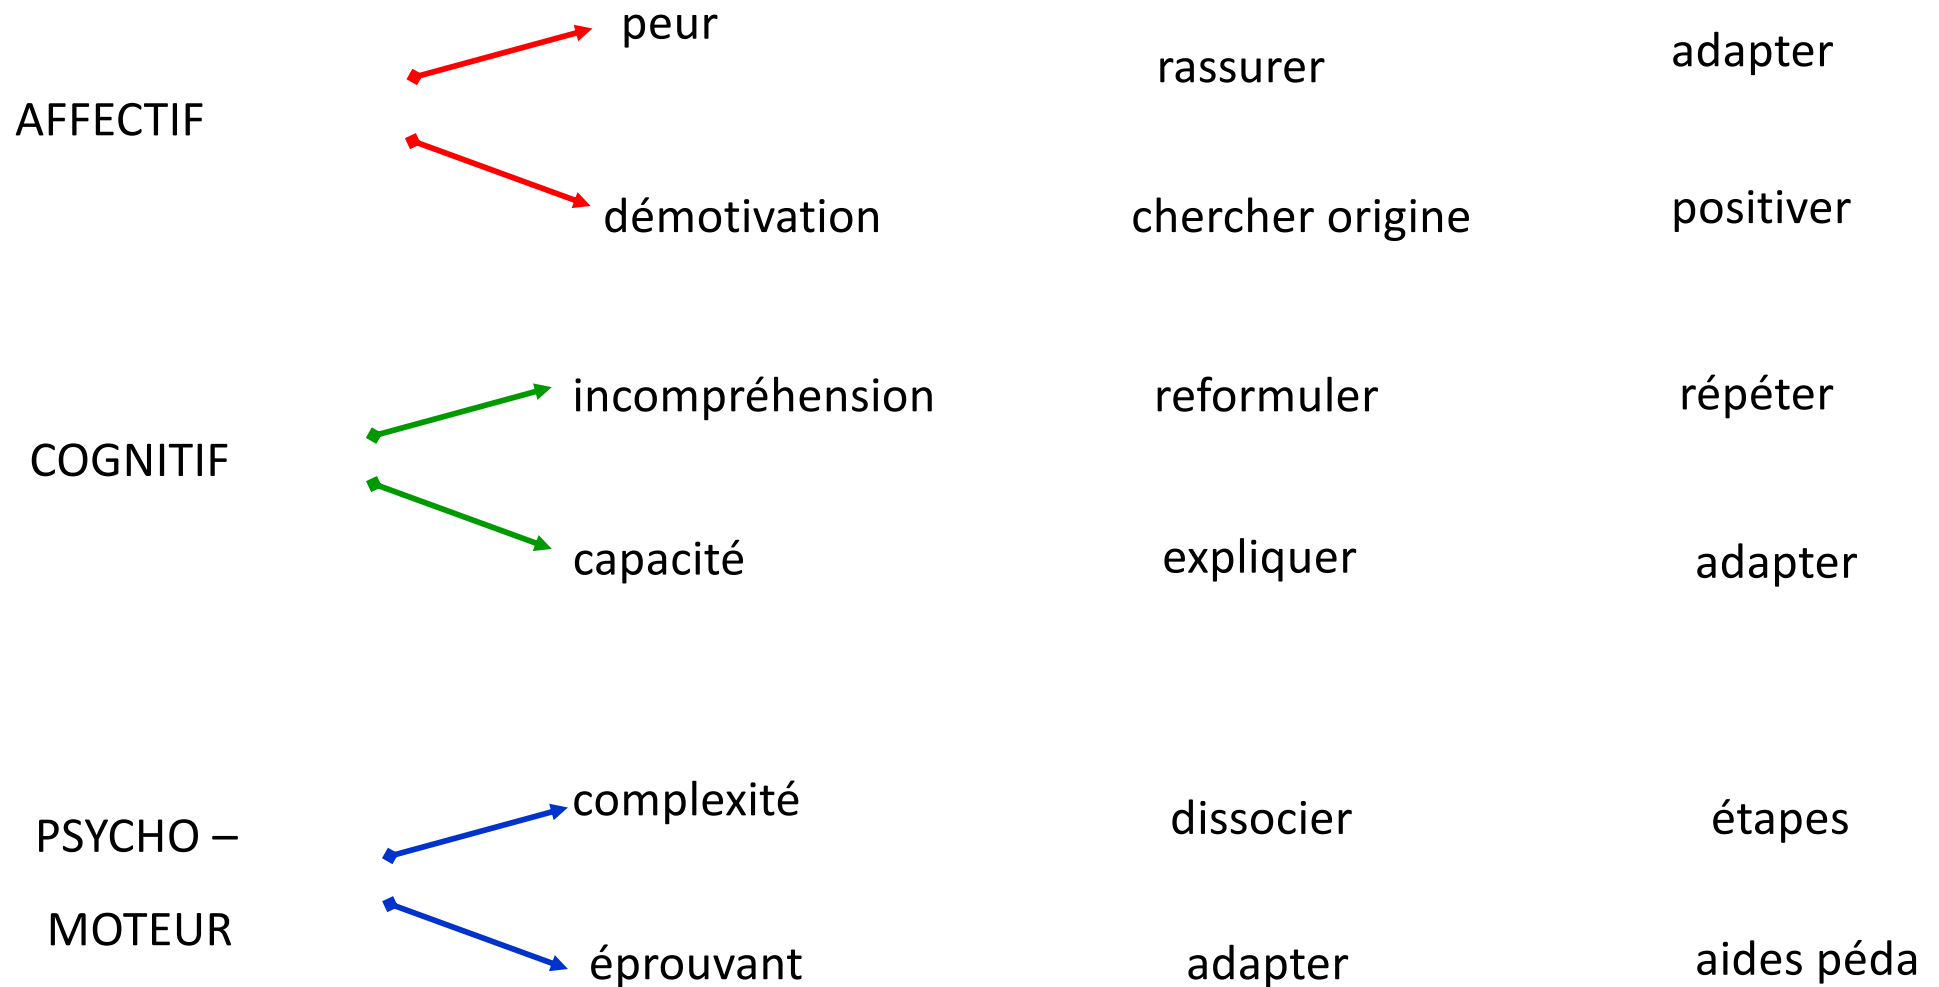 peur
rassurer
adapter
AFFECTIF
démotivation
chercher origine
positiver
incompréhension
reformuler
répéter
COGNITIF
capacité
expliquer
adapter
complexité
dissocier
étapes
PSYCHO –
MOTEUR
éprouvant
adapter
aides péda